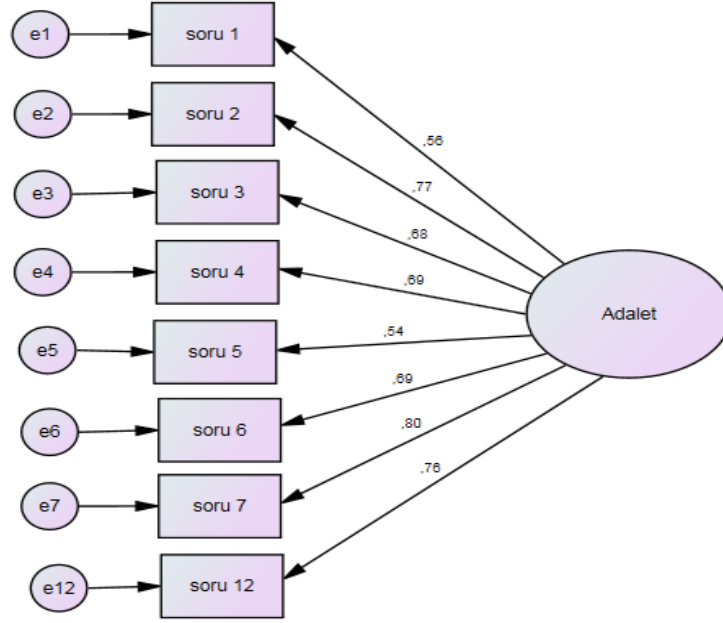 e1
soru 1
,56
e2
soru 2
,77
e3
soru 3
,68
e4
soru 4
,69
Adalet
e5
soru 5
,54
e6
soru 6
,69
e7
soru 7
,80
e12
soru 12
,76